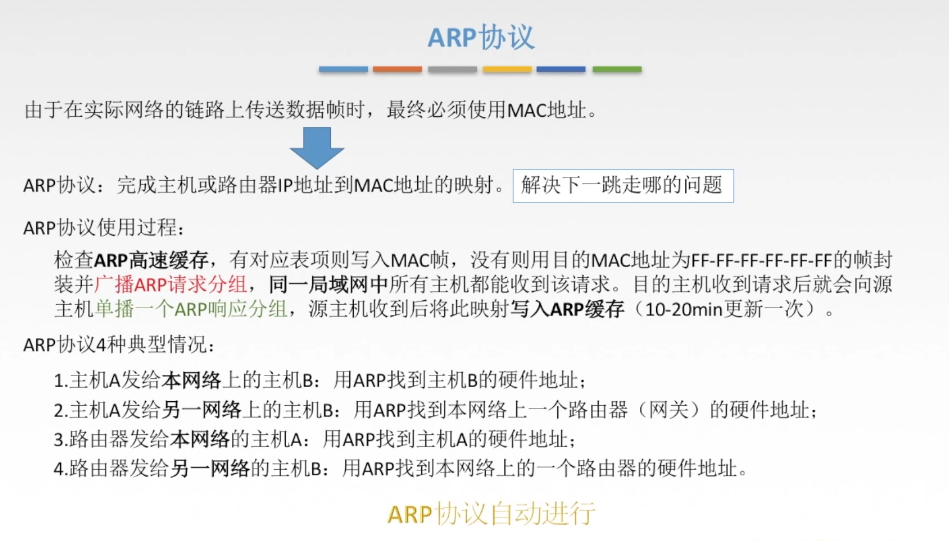 ARP协议
由于在实际网络的链路上传送数据帧时，最终必须使用MAC地址。
ARP协议：完成主机或路由器IP地址到MAC地址的映射。 解决下一跳走哪的问题
ARP协议使用过程：
检查ARP高速缓存，有对应表项则写入MAC帧，没有则用目的MAC地址为FF-FF-FF-FF-FF-FF的帧封
装并广播ARP请求分组，同一局域网中所有主机都能收到该请求。目的主机收到请求后就会向源
主机单播一个ARP响应分组，源主机收到后将此映射写入ARP缓存（10-20min更新一次）。
ARP协议4种典型情况：
1.主机A发给本网络上的主机B：用ARP找到主机B的硬件地址；
2.主机A发给另一网络上的主机B：用ARP找到本网络上一个路由器（网关）的硬件地址；
3.路由器发给本网络的主机A：用ARP找到主机A的硬件地址；
4.路由器发给另一网络的主机B：用ARP找到本网络上的一个路由器的硬件地址。
ARP协议自动进行